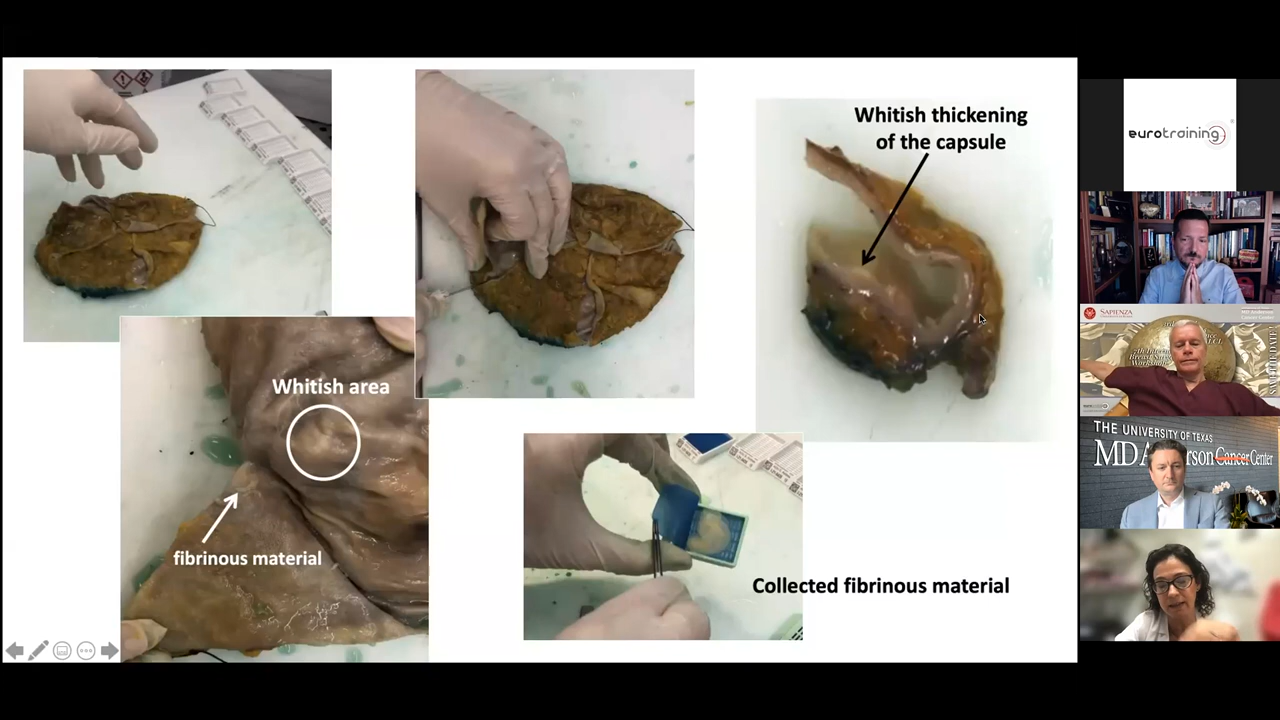 Whitish thickening
of the capsule
Whitish area
fibrinous material
Collected fibrinous material
eurotraining
SAPIENZA
THE UNIVERSITY OF TEXAS
MD Anderson Cancer Center